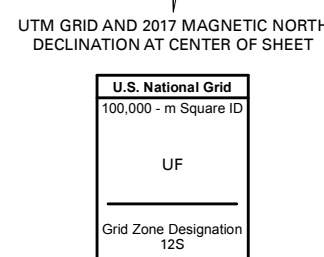 UTM GRID AND 2017 MAGNETIC NORTH
DECLINATION AT CENTER OF SHEET
U.S. National Grid
100,000 - m Square ID
UF
Grid Zone Designation
12S